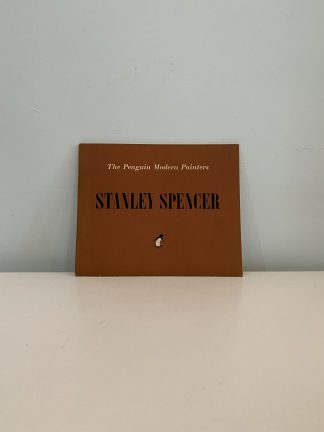 The Penguin Modern Painters
STANLEY SPENCER